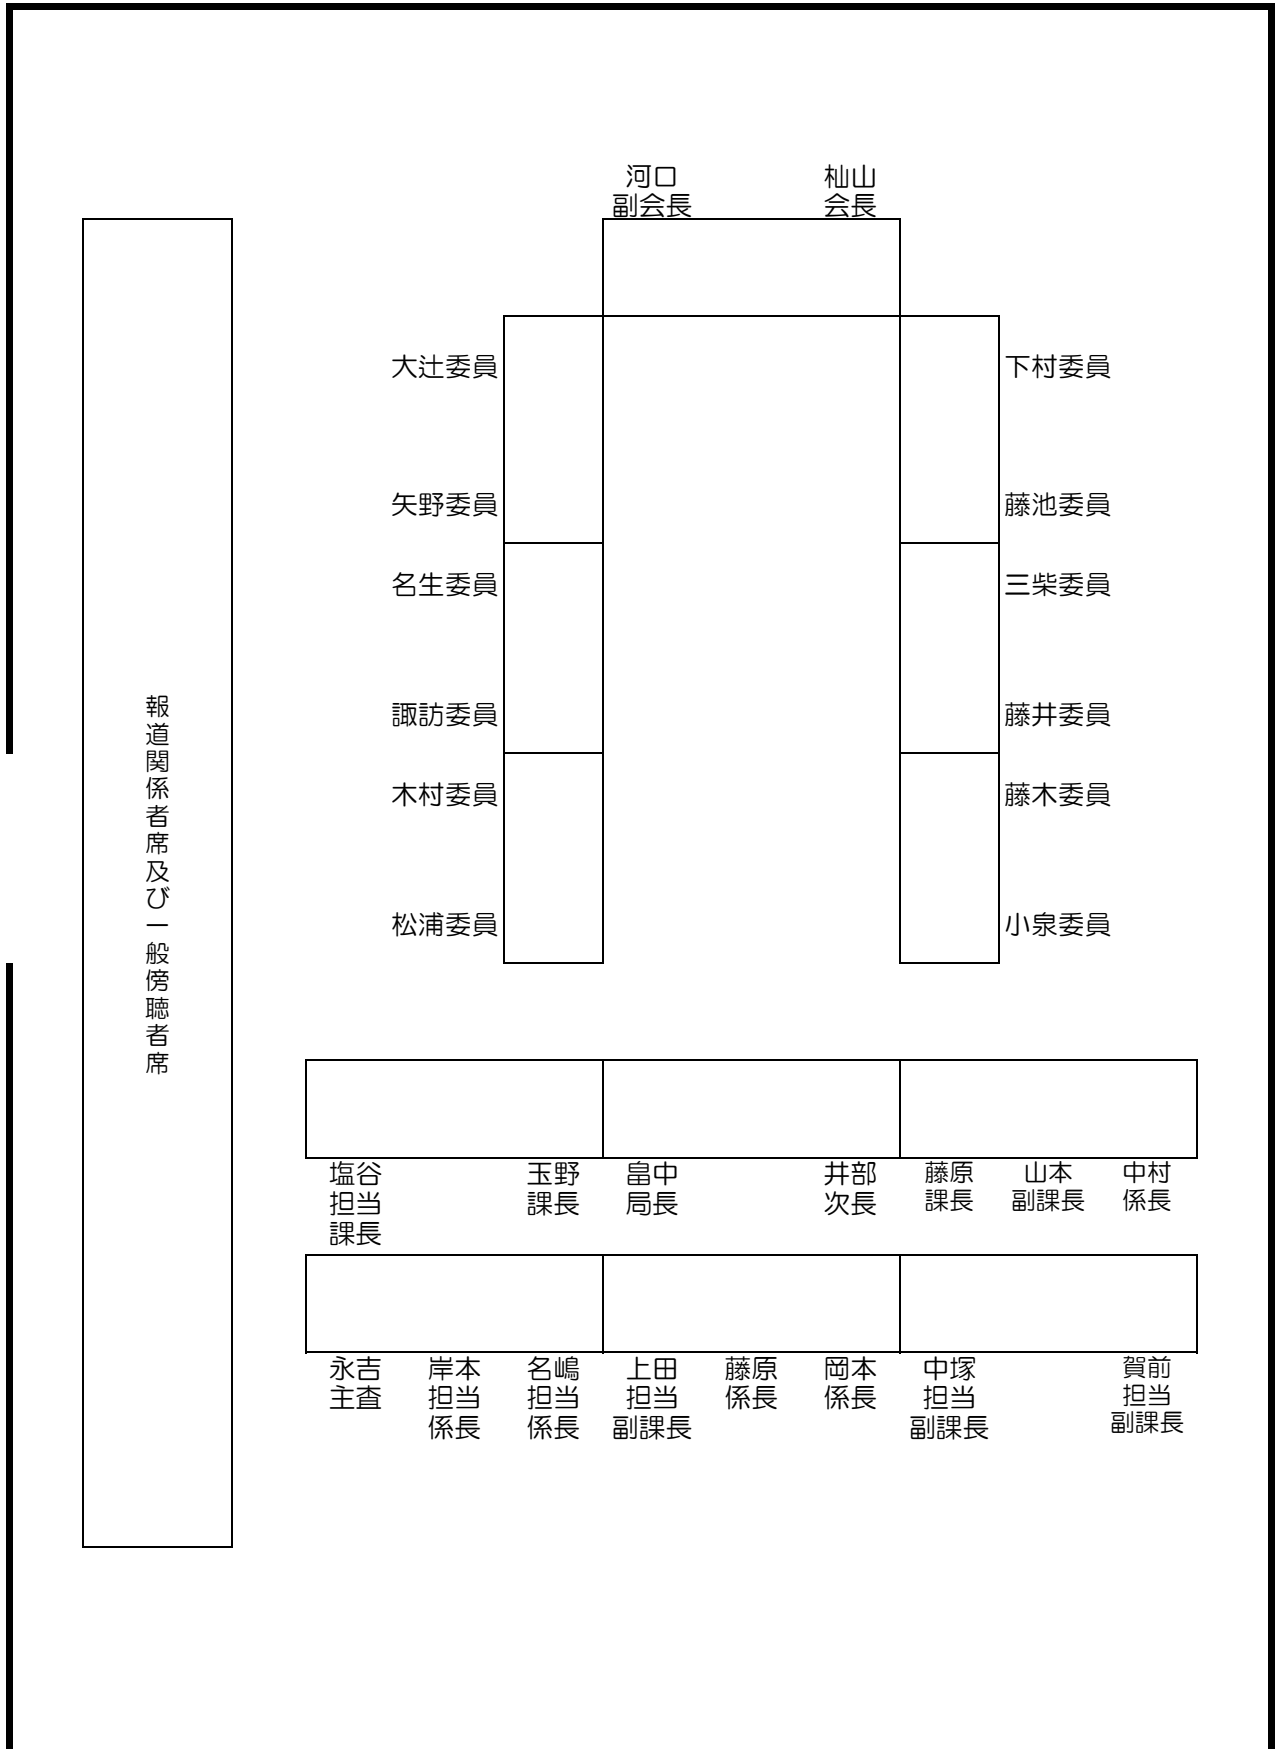 河口
副会長
杣山
会長
大辻委員
下村委員
矢野委員
藤池委員
名生委員
三柴委員
諏訪委員
藤井委員
木村委員
藤木委員
松浦委員
小泉委員
報道関係者席及び一般傍聴者席
塩谷
担当
課長
玉野
課長
畠中
局長
井部
次長
藤原
課長
山本
副課長
中村
係長
永吉
主査
岸本
担当
係長
名嶋
担当
係長
上田
担当
副課長
藤原
係長
岡本
係長
中塚
担当
副課長
賀前
担当
副課長